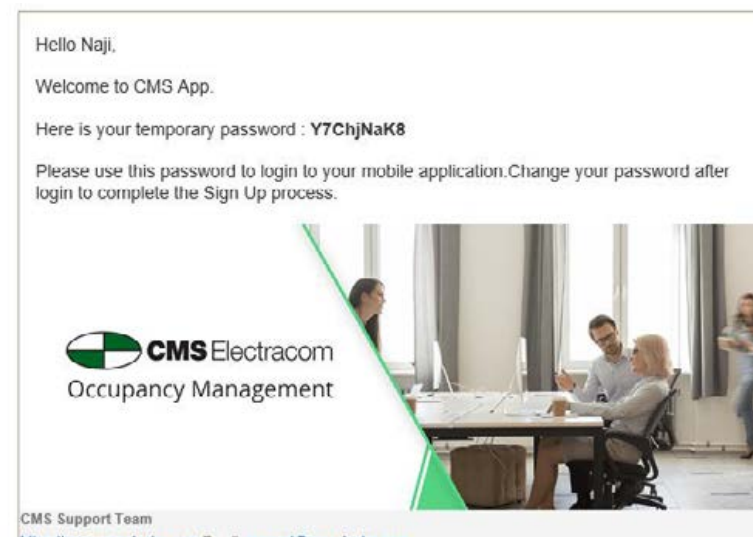 Hello Naji,
Welcome to CMS App.
Here is your temporary password : Y7ChjNaK8
Please use this password to login to your mobile application.Change your password after
login to complete the Sign Up process.
CMS Electracom
Occupancy Management
CMS Support Team